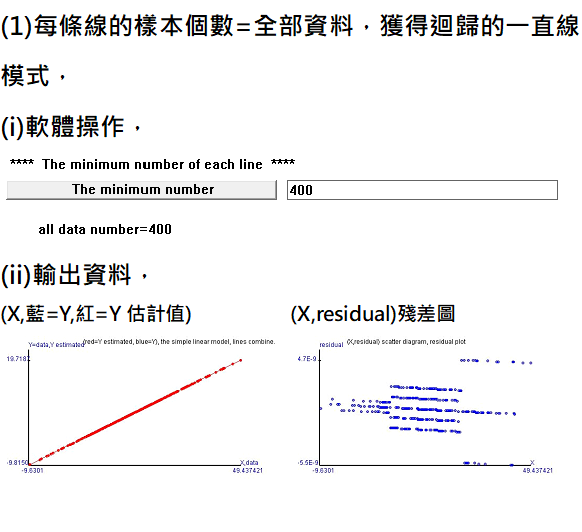 (1)每條線的樣本個數=全部資料，獲得迴歸的一直線
模式，
(i)軟體操作，
**** The minimum number of each line ****
The minimum number 400
all data number=400
(ii)輸出資料，
(X,藍=Y,紅=Y 估計值) (X,residual)殘差圖
Y=data,Y estimated(red=Y estimated, blue=Y), the simple linear model, lines combine.
residual (X,residual) scatter diagram, residual plot
19.7187 4.7E-9
X,data X
-9.8150 -5.5E-9
-9.6301 49.437421 -9.6301 49.437421